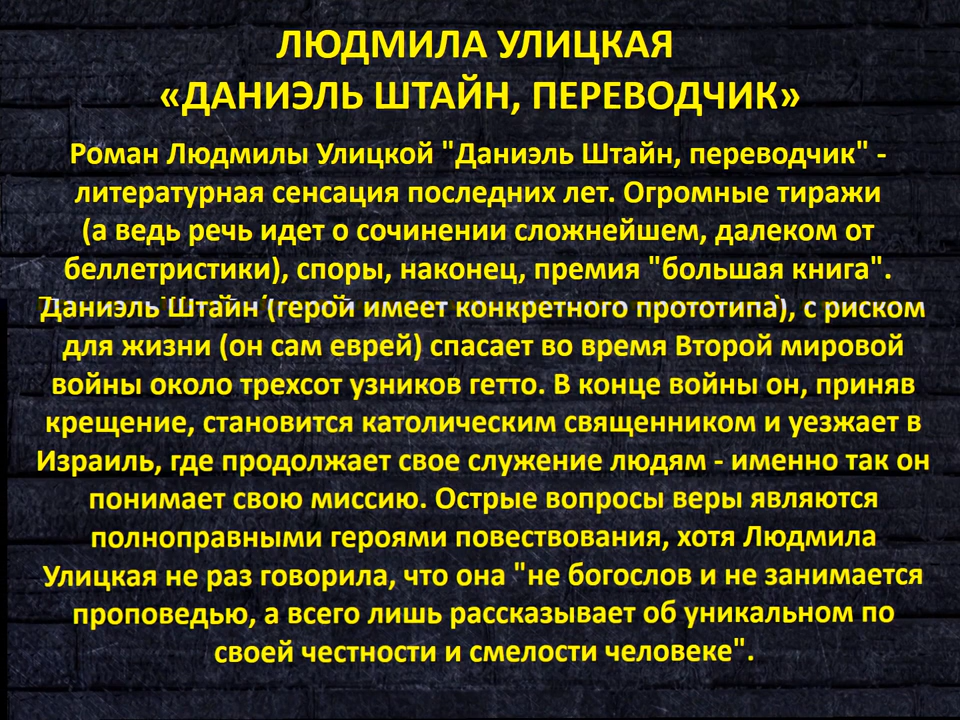 ЛЮДМИЛА УЛИЦКАЯ
«ДАНИЭЛЬ ШТАЙН, ПЕРЕВОДЧИК»
Роман Людмилы Улицкой "Даниэль Штайн, переводчик" -
литературная сенсация последних лет. Огромные тиражи
(а ведь речь идет о сочинении сложнейшем, далеком от
беллетристики), споры, наконец, премия "большая книга".
Даниэль Штайн (герой имеет конкретного прототипа), с риском
для жизни (он сам еврей) спасает во время Второй мировой
войны около трехсот узников гетто. В конце войны он, приняв
крещение, становится католическим священником и уезжает в
Израиль, где продолжает свое служение людям - именно так он
понимает свою миссию. Острые вопросы веры являются
полноправными героями повествования, хотя Людмила
Улицкая не раз говорила, что она "не богослов и не занимается
проповедью, а всего лишь рассказывает об уникальном по
своей честности и смелости человеке".